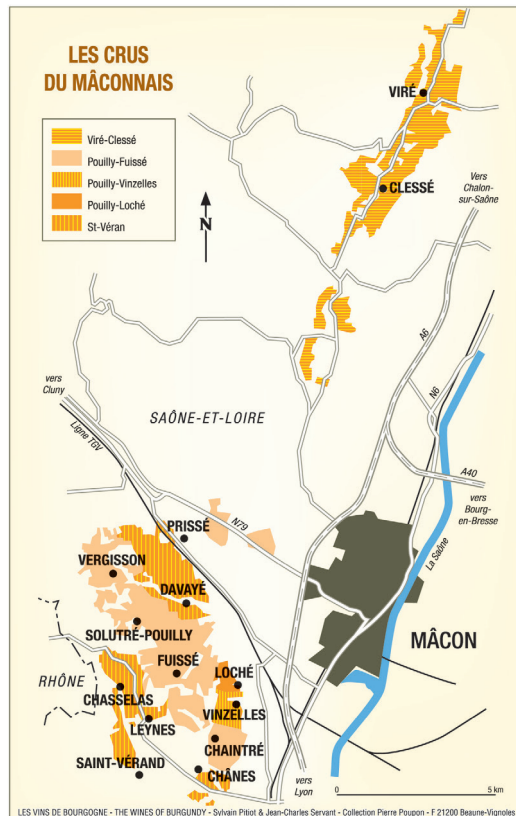 LES CRUS
DU MÂCONNAIS
Viré-Clessé
Pouilly-Fuissé
Pouilly-Vinzelles
Pouilly-Loché
St-Véran
N
VIRÉ
CLESSÉ
Vers
Chalon-
sur-Saône
A6
N6
vers
Cluny
Ligne TGV
SAÔNE-ET-LOIRE
A40
vers
Bourg-
en-Bresse
N79
PRISSÉ
La Saône
VERGISSON
DAVAYÉ
SOLUTRÉ-POUILLY
MÂCON
FUISSÉ
RHÔNE
LOCHÉ
CHASSELAS
VINZELLES
LEYNES
CHAINTRÉ
SAINT-VÉRAND
CHÂNES
vers
Lyon
0
5 km
LES VINS DE BOURGOGNE - THE WINES OF BURGUNDY - Sylvain Pitiot & Jean-Charles Servant - Collection Pierre Poupon - F 21200 Beaune-Vignoles